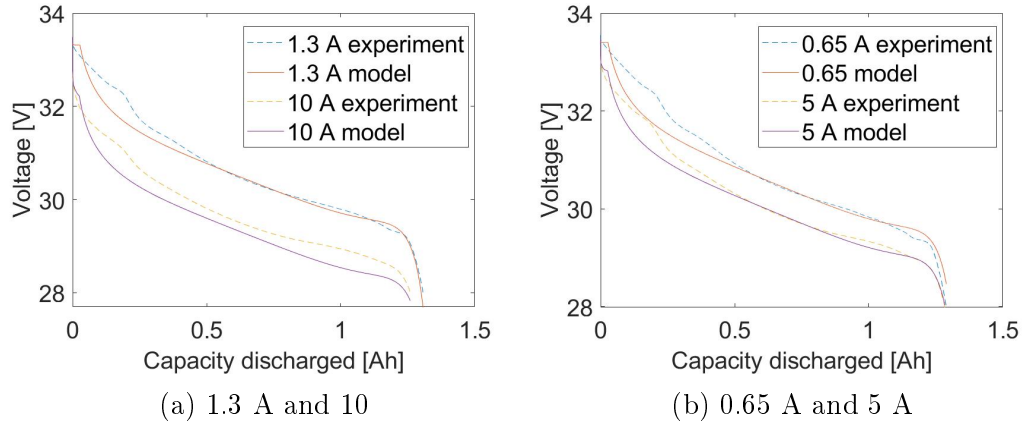 34
32
30
28
Voltage [V]
0
0.5
1
1.5
Capacity discharged [Ah]
1.3 A experiment
1.3 A model
10 A experiment
10 A model
(a) 1.3 A and 10
34
32
30
28
Voltage [V]
0
0.5
1
1.5
Capacity discharged [Ah]
0.65 A experiment
0.65 model
5 A experiment
5 A model
(b) 0.65 A and 5 A